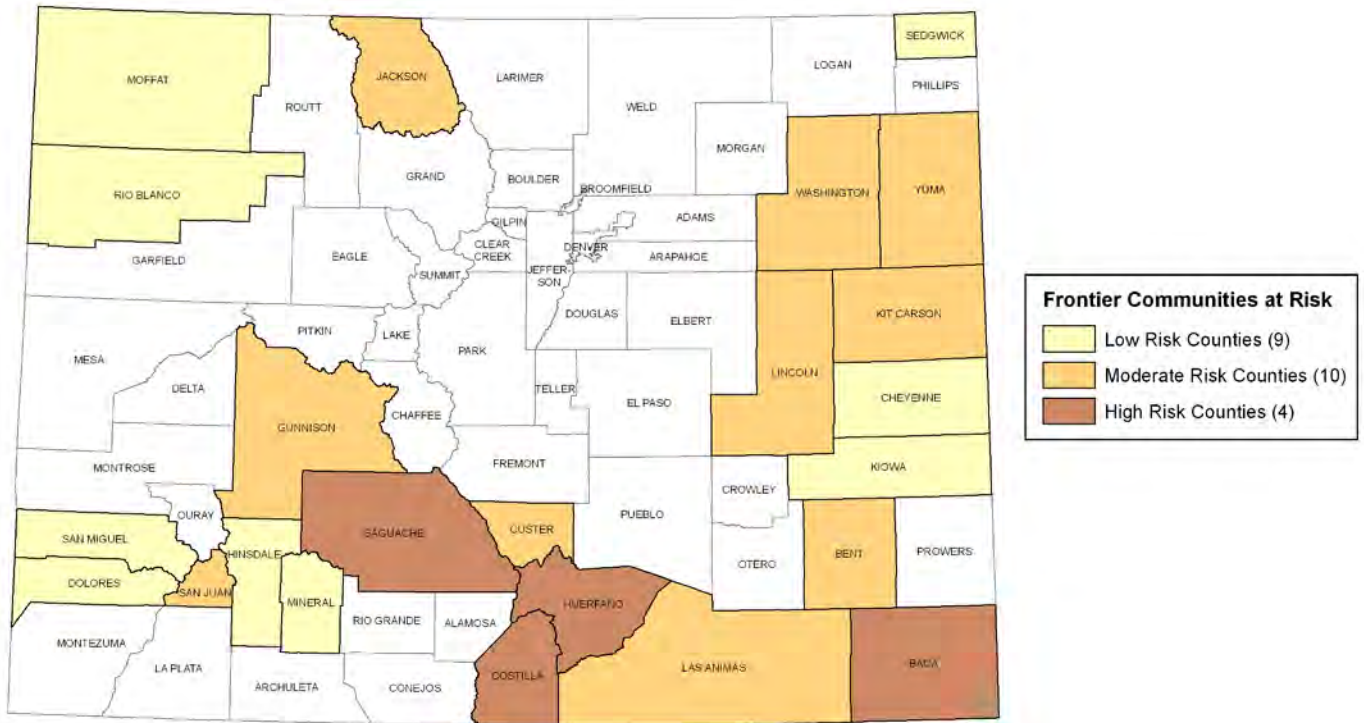 SEDGWICK
LOGAN
MOFFAT
JACKSON
LARIMER
PHILLIPS
ROUTT
WELD
MORGAN
GRAND
BOULDER
BROOMFIELD
WASHINGTON
YUMA
RIO BLANCO
GILPIN
ADAMS
CLEAR
CREEK
DENVER
EAGLE
GARFIELD
ARAPAHOE
SUMMIT
JEFFER-
SON
Frontier Communities at Risk
DOUGLAS
ELBERT
KIT CARSON
PITKIN
LAKE
Low Risk Counties (9)
PARK
MESA
LINCOLN
Moderate Risk Counties (10)
DELTA
TELLER
CHEYENNE
EL PASO
High Risk Counties (4)
CHAFFEE
GUNNISON
FREMONT
KIOWA
MONTROSE
CROWLEY
OURAY
PUEBLO
SAGUACHE
CUSTER
SAN MIGUEL
HINSDALE
BENT
PROWERS
OTERO
DOLORES
SAN JUAN
MINERAL
HUERFANO
RIO GRANDE
ALAMOSA
MONTEZUMA
LA PLATA
COSTILLA
LAS ANIMAS
BACA
ARCHULETA
CONEJOS